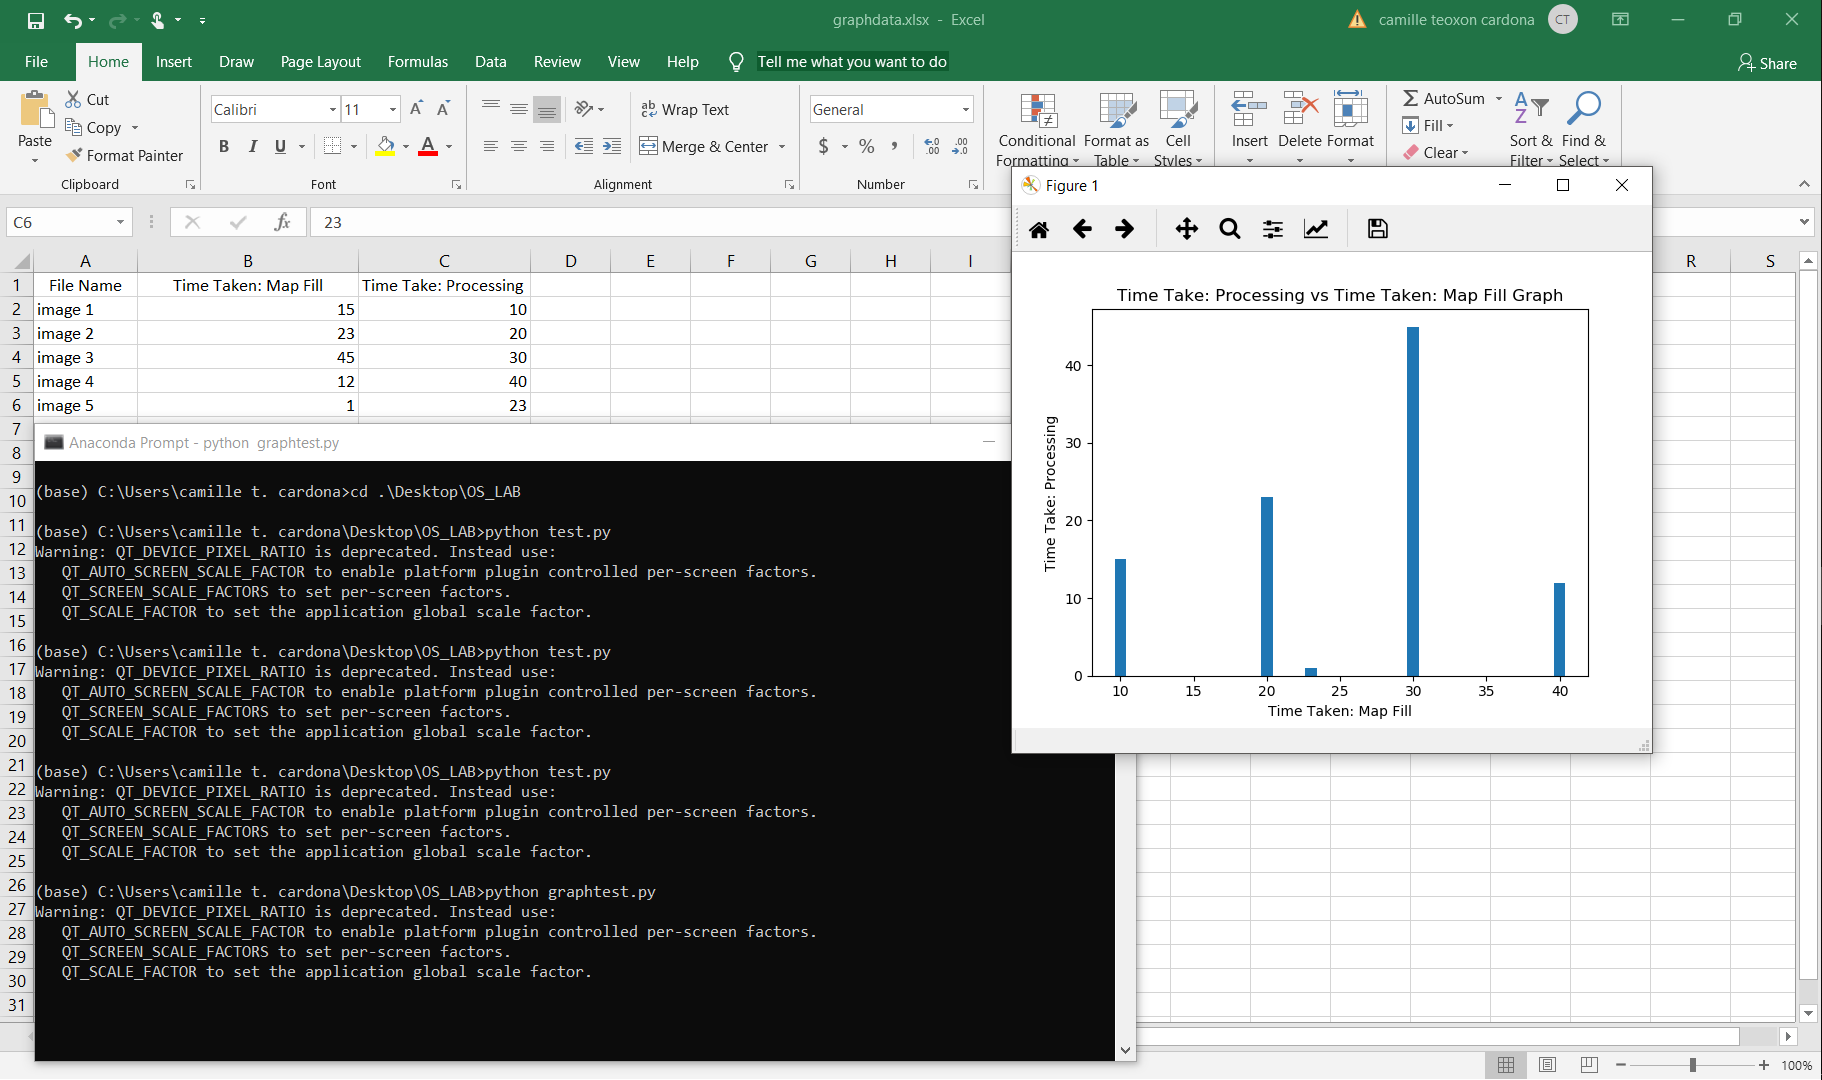 graphdata.xlsx - Excel
camille teoxon cardona
CT
File Home Insert Draw Page Layout Formulas Data Review View Help Tell me what you want to do
Share
Paste
Cut
Copy
Format Painter
Clipboard
Calibri 11
B I U
Font
Wrap Text
Merge & Center
Alignment
General
$ % ,
Number
Conditional Formatting
Format as Table
Cell Styles
Insert Delete Format
AutoSum
Fill
Clear
Sort & Filter
Find & Select
C6 fx 23
A B C D E F G H I R S
1 File Name Time Taken: Map Fill Time Take: Processing
2 image 1 15 10
3 image 2 23 20
4 image 3 45 30
5 image 4 12 40
6 image 5 1 23
7
8
9
10
11
12
13
14
15
16
17
18
19
20
21
22
23
24
25
26
27
28
29
30
31
Anaconda Prompt - python graphtest.py
(base) C:\Users\camille t. cardona>cd .\Desktop\OS_LAB
(base) C:\Users\camille t. cardona\Desktop\OS_LAB>python test.py
Warning: QT_DEVICE_PIXEL_RATIO is deprecated. Instead use:
QT_AUTO_SCREEN_SCALE_FACTOR to enable platform plugin controlled per-screen factors.
QT_SCREEN_SCALE_FACTORS to set per-screen factors.
QT_SCALE_FACTOR to set the application global scale factor.
(base) C:\Users\camille t. cardona\Desktop\OS_LAB>python test.py
Warning: QT_DEVICE_PIXEL_RATIO is deprecated. Instead use:
QT_AUTO_SCREEN_SCALE_FACTOR to enable platform plugin controlled per-screen factors.
QT_SCREEN_SCALE_FACTORS to set per-screen factors.
QT_SCALE_FACTOR to set the application global scale factor.
(base) C:\Users\camille t. cardona\Desktop\OS_LAB>python test.py
Warning: QT_DEVICE_PIXEL_RATIO is deprecated. Instead use:
QT_AUTO_SCREEN_SCALE_FACTOR to enable platform plugin controlled per-screen factors.
QT_SCREEN_SCALE_FACTORS to set per-screen factors.
QT_SCALE_FACTOR to set the application global scale factor.
(base) C:\Users\camille t. cardona\Desktop\OS_LAB>python graphtest.py
Warning: QT_DEVICE_PIXEL_RATIO is deprecated. Instead use:
QT_AUTO_SCREEN_SCALE_FACTOR to enable platform plugin controlled per-screen factors.
QT_SCREEN_SCALE_FACTORS to set per-screen factors.
QT_SCALE_FACTOR to set the application global scale factor.
Figure 1
Time Take: Processing vs Time Taken: Map Fill Graph
Time Take: Processing
40
30
20
10
0
10 15 20 25 30 35 40
Time Taken: Map Fill
100%